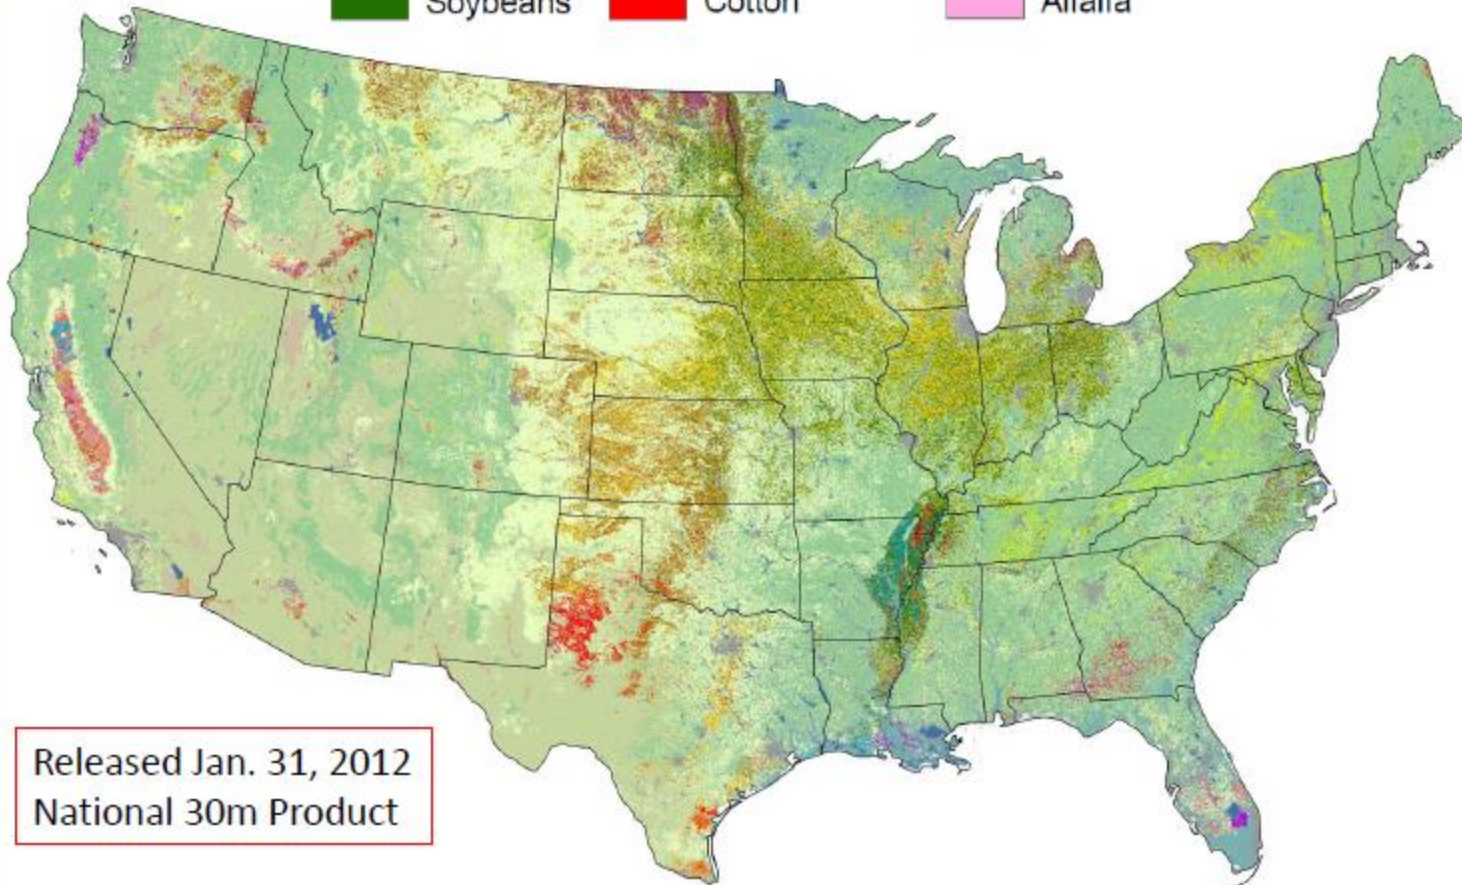 Soybeans Cotton Alfalfa
Released Jan. 31, 2012
National 30m Product